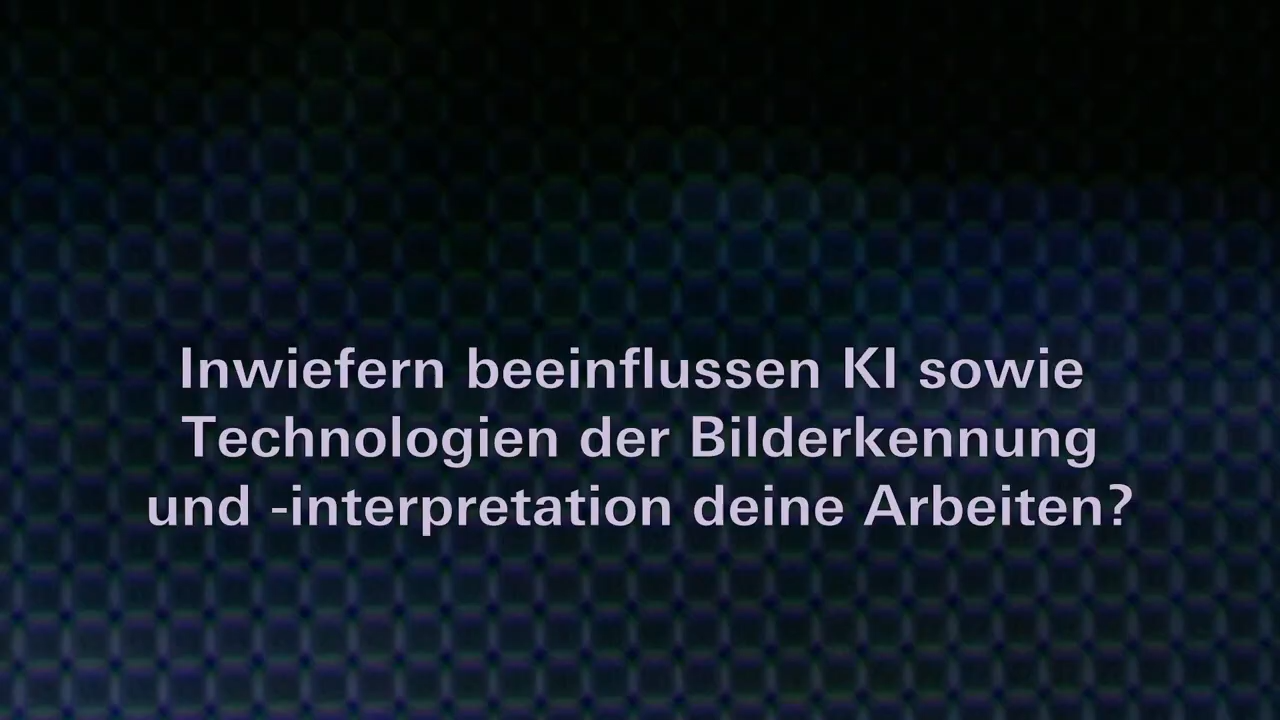 Inwiefern beeinflussen KI sowie
Technologien der Bilderkennung
und -interpretation deine Arbeiten?